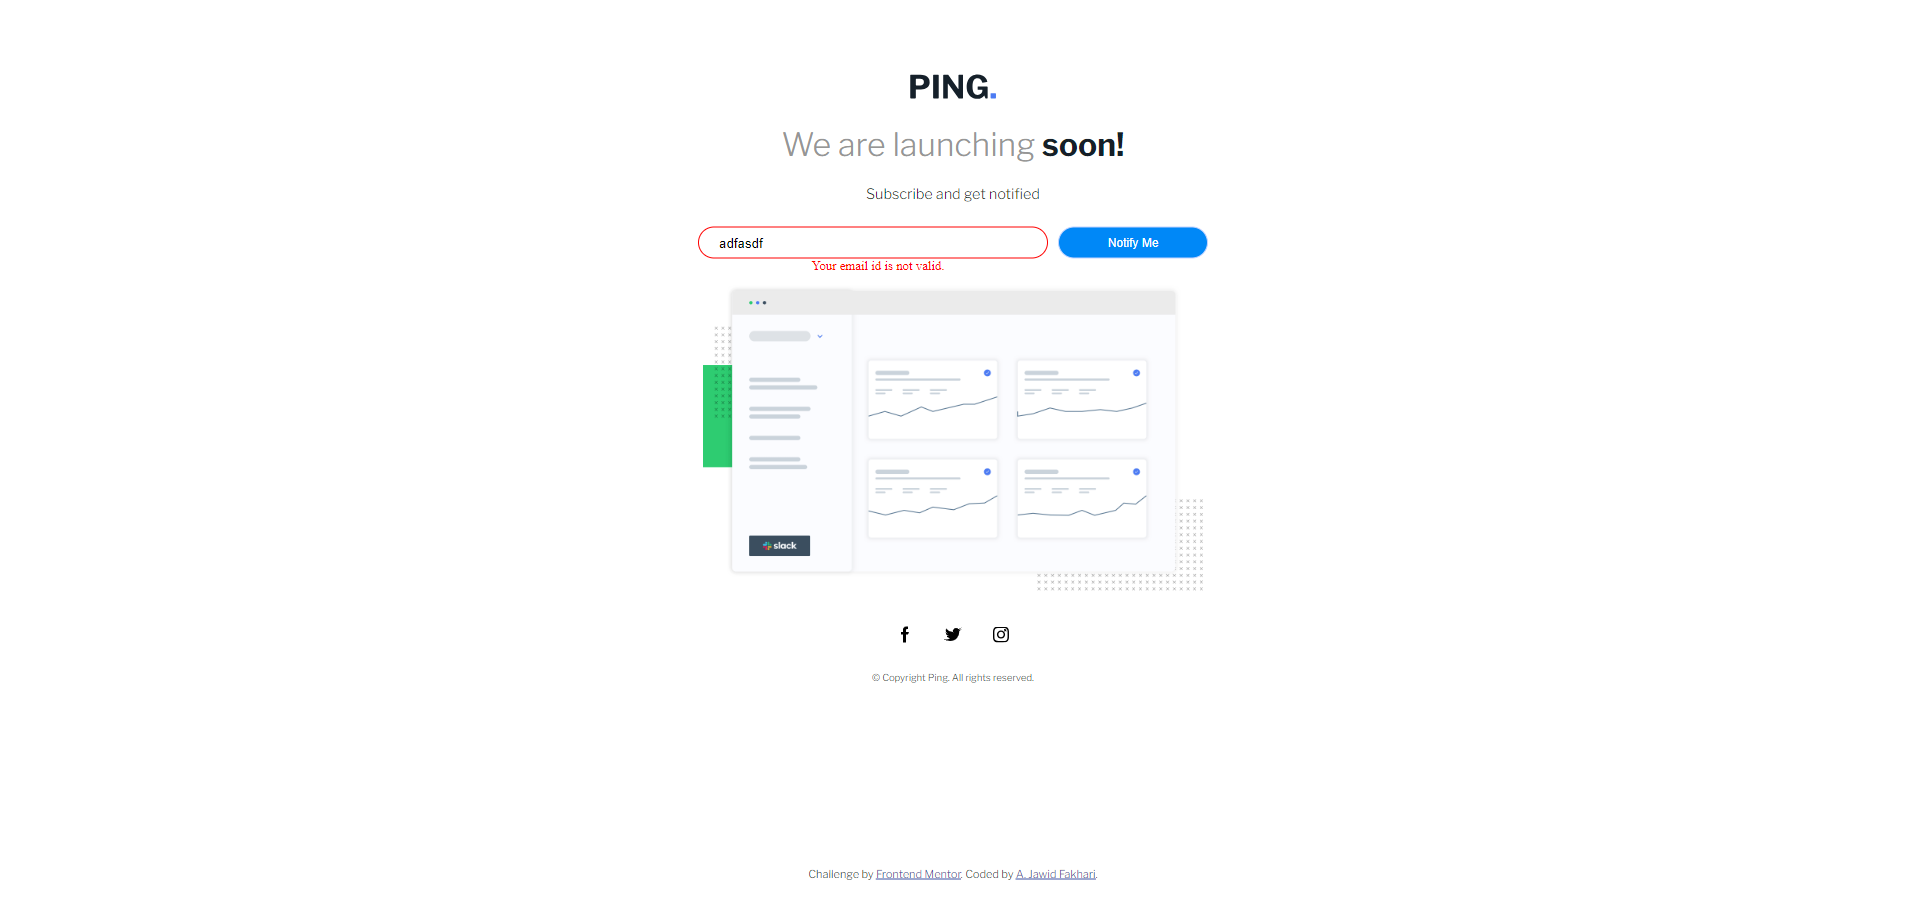 PING.
We are launching soon!
Subscribe and get notified
adfasdf
Notify Me
Your email id is not valid.
slack
© Copyright Ping. All rights reserved.
Challenge by Frontend Mentor. Coded by A. Jawid Fakhari.